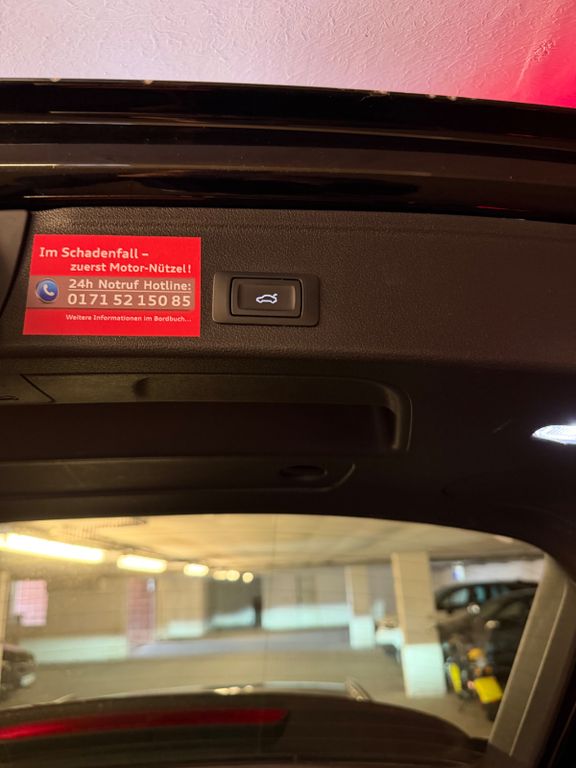 Im Schadenfall –
zuerst Motor-Nützel!
24h Notruf Hotline:
0171 52 150 85
Weitere Informationen im Bordbuch...